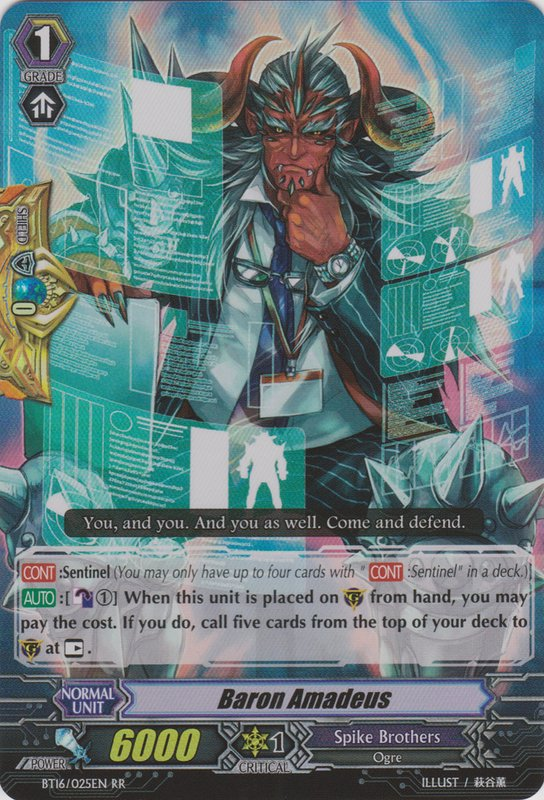 1
GRADE
SHIELD
0
You, and you. And you as well. Come and defend.
CONT :Sentinel (You may only have up to four cards with " CONT :Sentinel" in a deck.)
AUTO :[ ①] When this unit is placed on G from hand, you may
pay the cost. If you do, call five cards from the top of your deck to
G at .
NORMAL
UNIT
Baron Amadeus
POWER
6000
1
CRITICAL
Spike Brothers
Ogre
BT16/025EN RR
ILLUST / 萩谷薫